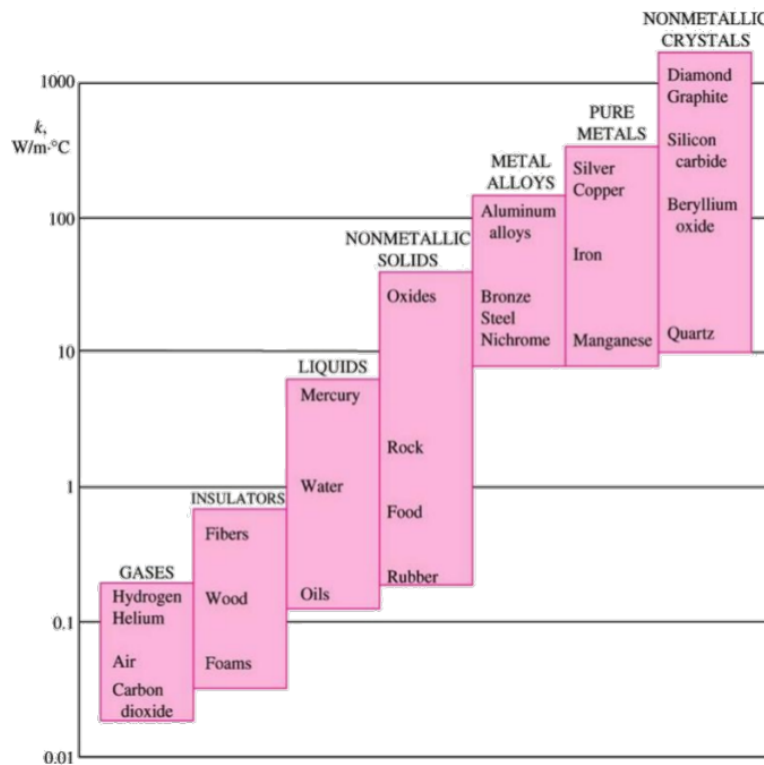 NONMETALLIC
CRYSTALS
1000
k,
W/m·°C
Diamond
Graphite
Silicon
carbide
Beryllium
oxide
Quartz
PURE
METALS
Silver
Copper
Iron
Manganese
METAL
ALLOYS
Aluminum
alloys
Bronze
Steel
Nichrome
100
NONMETALLIC
SOLIDS
Oxides
Rock
Food
Rubber
10
LIQUIDS
Mercury
Water
Oils
1
INSULATORS
Fibers
Wood
Foams
GASES
Hydrogen
Helium
Air
Carbon
dioxide
0.1
0.01